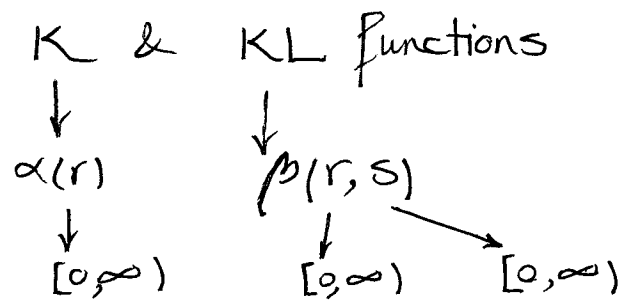 K & KL functions
α(r) β(r, s)
[0,∞) [0,∞) [0,∞)